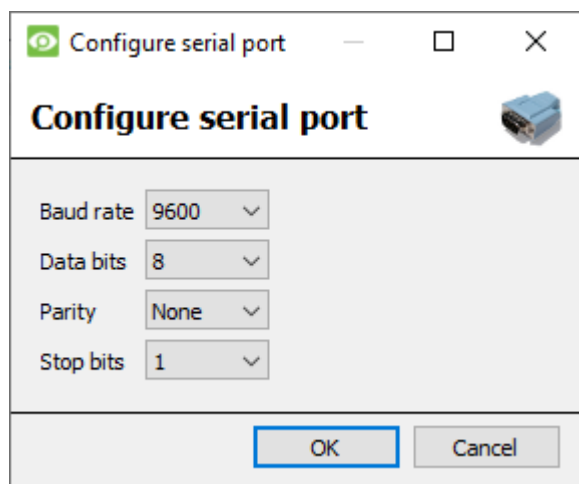 Configure serial port
Configure serial port
Baud rate 9600
Data bits 8
Parity None
Stop bits 1
OK Cancel